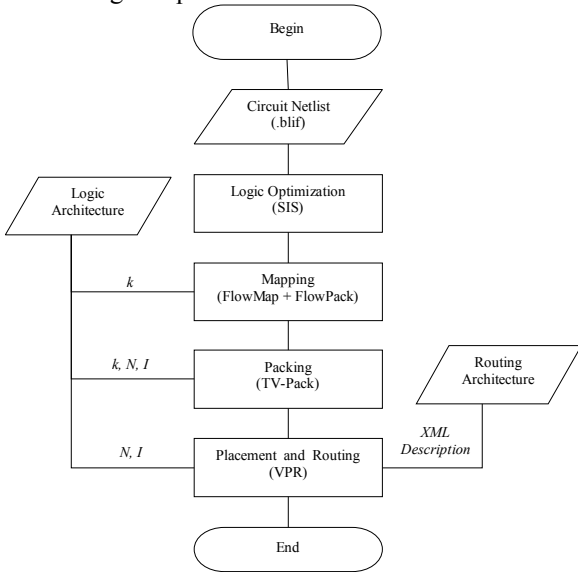 Begin
Circuit Netlist
(.blif)
Logic
Architecture
Logic Optimization
(SIS)
k
Mapping
(FlowMap + FlowPack)
k, N, I
Packing
(TV-Pack)
Routing
Architecture
N, I
Placement and Routing
(VPR)
XML
Description
End